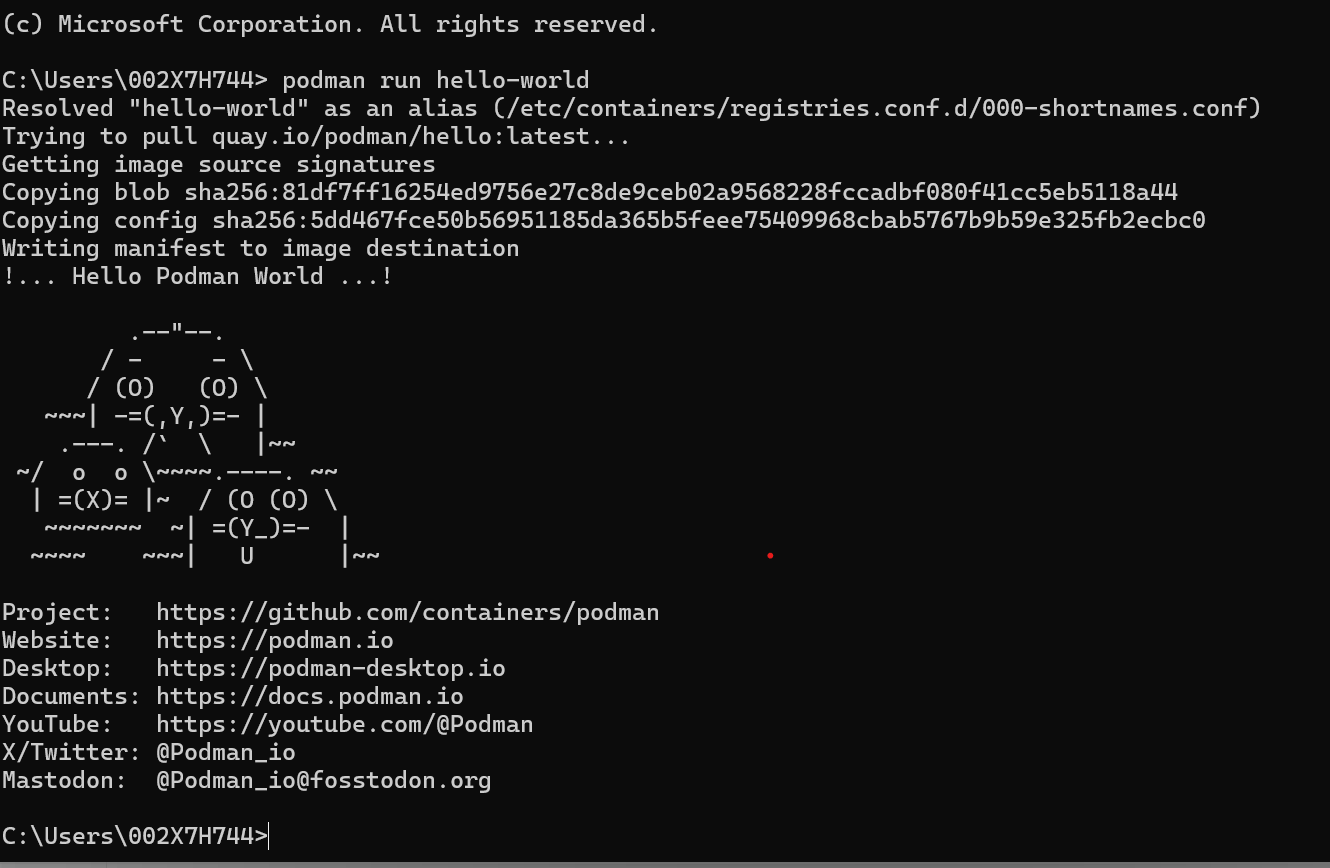 (c) Microsoft Corporation. All rights reserved.

C:\Users\002X7H744> podman run hello-world
Resolved "hello-world" as an alias (/etc/containers/registries.conf.d/000-shortnames.conf)
Trying to pull quay.io/podman/hello:latest...
Getting image source signatures
Copying blob sha256:81df7ff16254ed9756e27c8de9ceb02a9568228fccadbf080f41cc5eb5118a44
Copying config sha256:5dd467fce50b56951185da365b5feee75409968cbab5767b9b59e325fb2ecbc0
Writing manifest to image destination
!... Hello Podman World ...!

         .--"--.
       / -     - \
      / (O)   (O) \
   ~~~| -=(,Y,)=- |
    .---. /`  \   |~~
 ~/  o  o \~~~~.----. ~~
  | =(X)= |~  / (O (O) \
   ~~~~~~~  ~| =(Y_)=-  |
  ~~~~    ~~~|   U      |~~

Project:   https://github.com/containers/podman
Website:   https://podman.io
Desktop:   https://podman-desktop.io
Documents: https://docs.podman.io
YouTube:   https://youtube.com/@Podman
X/Twitter: @Podman_io
Mastodon:  @Podman_io@fosstodon.org

C:\Users\002X7H744>